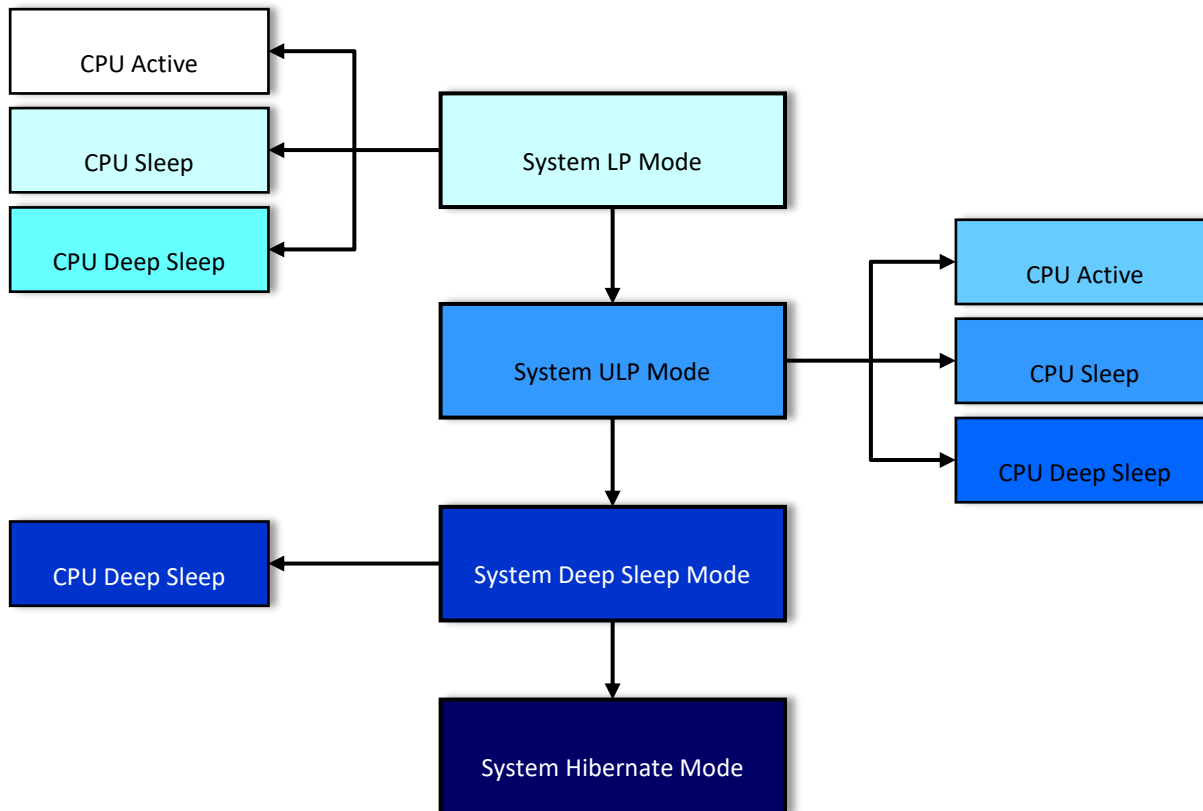 CPU Active
CPU Sleep
System LP Mode
CPU Deep Sleep
CPU Active
System ULP Mode
CPU Sleep
CPU Deep Sleep
CPU Deep Sleep
System Deep Sleep Mode
System Hibernate Mode